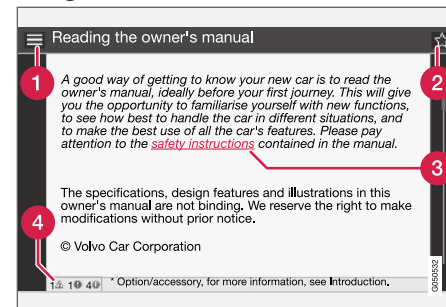 Reading the owner's manual
1
2
A good way of getting to know your new car is to read the
owner's manual, ideally before your first journey. This will give
you the opportunity to familiarise yourself with new functions,
to see how best to handle the car in different situations, and
to make the best use of all the car's features. Please pay
attention to the safety instructions contained in the manual.
3
The specifications, design features and illustrations in this
owner's manual are not binding. We reserve the right to make
modifications without prior notice.
4
© Volvo Car Corporation
1 1 4 * Option/accessory, for more information, see Introduction.
G050532